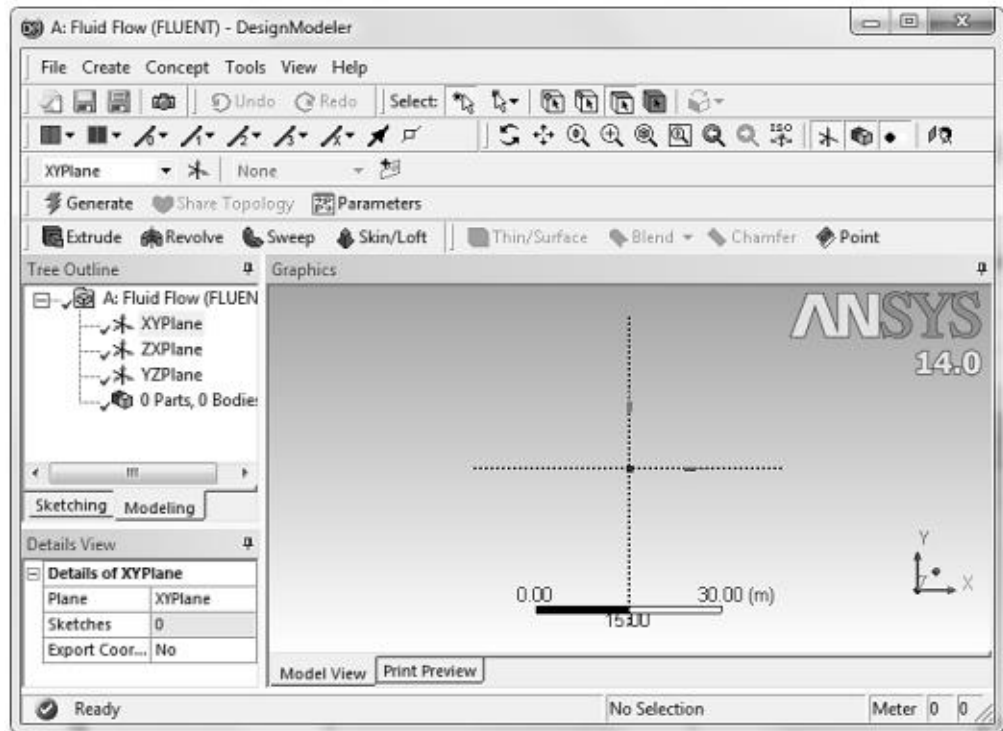 A: Fluid Flow (FLUENT) - DesignModeler
File Create Concept Tools View Help
Undo Redo Select:
ISO
XYPlane None
Generate Share Topology Parameters
Extrude Revolve Sweep Skin/Loft Thin/Surface Blend Chamfer Point
Tree Outline
A: Fluid Flow (FLUEN
XYPlane
ZXPlane
YZPlane
0 Parts, 0 Bodies
Sketching Modeling
Details View
Details of XYPlane
Plane XYPlane
Sketches 0
Export Coor... No
Graphics
ANSYS
14.0
0.00 30.00 (m)
15.00
Y
Z X
Model View Print Preview
Ready No Selection Meter 0 0